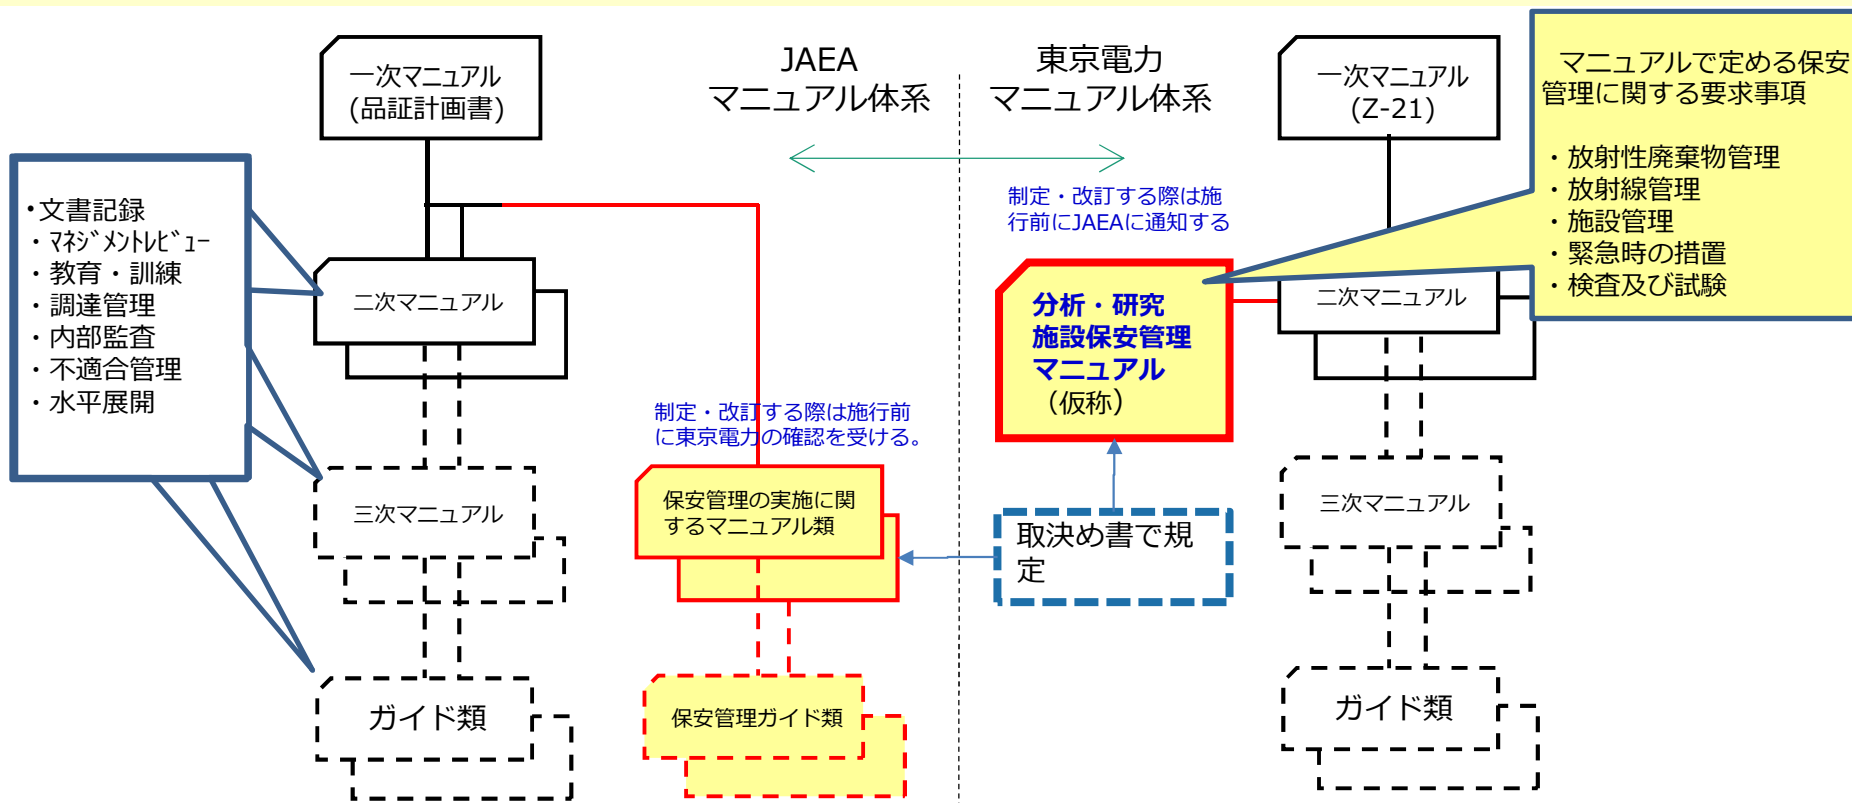 一次マニュアル
(品証計画書)
JAEA
マニュアル体系
東京電力
マニュアル体系
一次マニュアル
(Z-21)
マニュアルで定める保安
管理に関する要求事項
・放射性廃棄物管理
・放射線管理
・施設管理
・緊急時の措置
・検査及び試験
•文書記録
・ﾏﾈｼﾞﾒﾝﾄﾚﾋﾞｭｰ
・教育・訓練
・調達管理
・内部監査
・不適合管理
・水平展開
制定・改訂する際は施
行前にJAEAに通知する
二次マニュアル
分析・研究
施設保安管理
マニュアル
（仮称）
二次マニュアル
制定・改訂する際は施行前
に東京電力の確認を受ける。
三次マニュアル
保安管理の実施に関
するマニュアル類
取決め書で規
定
三次マニュアル
ガイド類
保安管理ガイド類
ガイド類